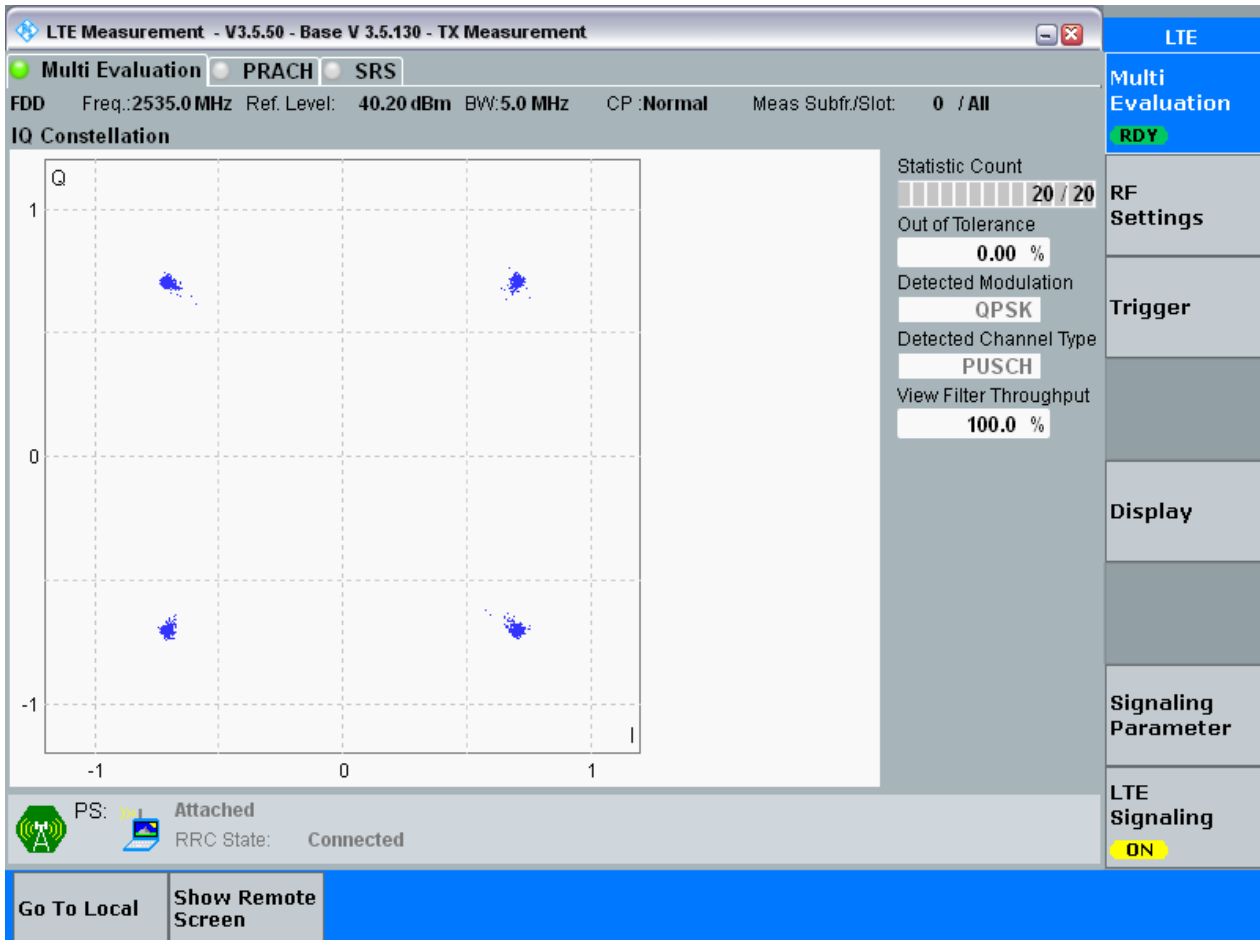 LTE Measurement - V3.5.50 - Base V 3.5.130 - TX Measurement
LTE
Multi Evaluation PRACH SRS
FDD Freq.:2535.0 MHz Ref. Level: 40.20 dBm BW:5.0 MHz CP :Normal Meas Subfr./Slot: 0 / All
IQ Constellation
Q
1
0
-1
I
-1 0 1
Statistic Count
20 / 20
Out of Tolerance
0.00 %
Detected Modulation
QPSK
Detected Channel Type
PUSCH
View Filter Throughput
100.0 %
Multi
Evaluation
RDY
RF
Settings
Trigger
Display
Signaling
Parameter
LTE
Signaling
ON
PS: Attached
RRC State: Connected
Go To Local
Show Remote
Screen